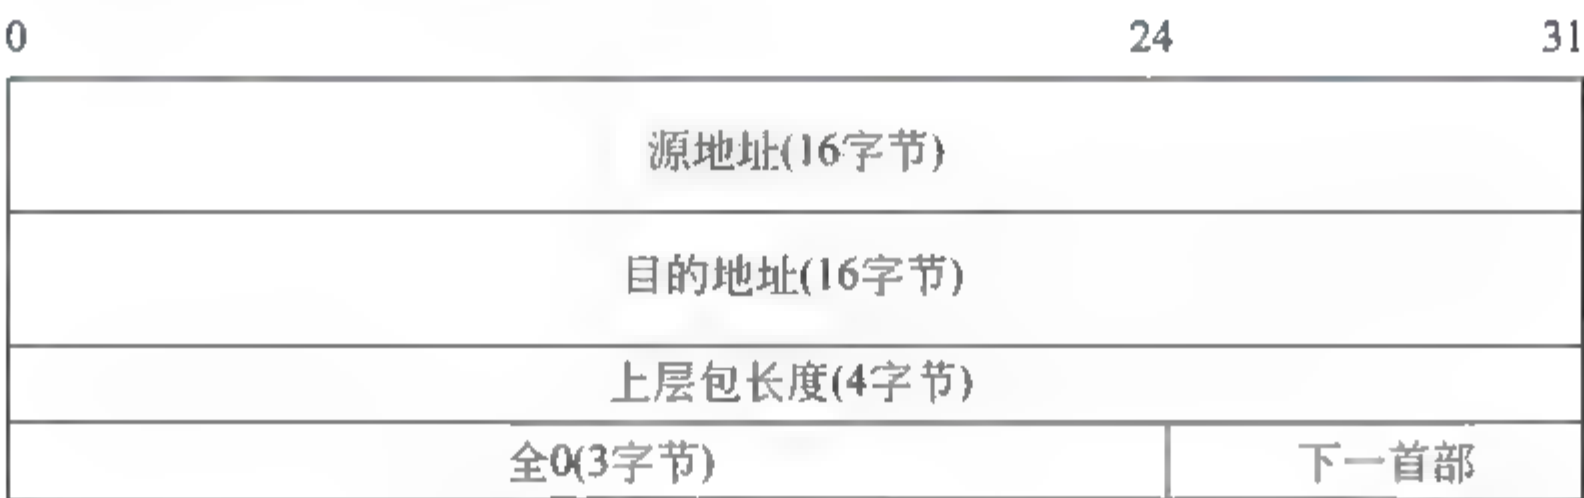 0 24 31
源地址(16字节)
目的地址(16字节)
上层包长度(4字节)
全0(3字节) 下一首部